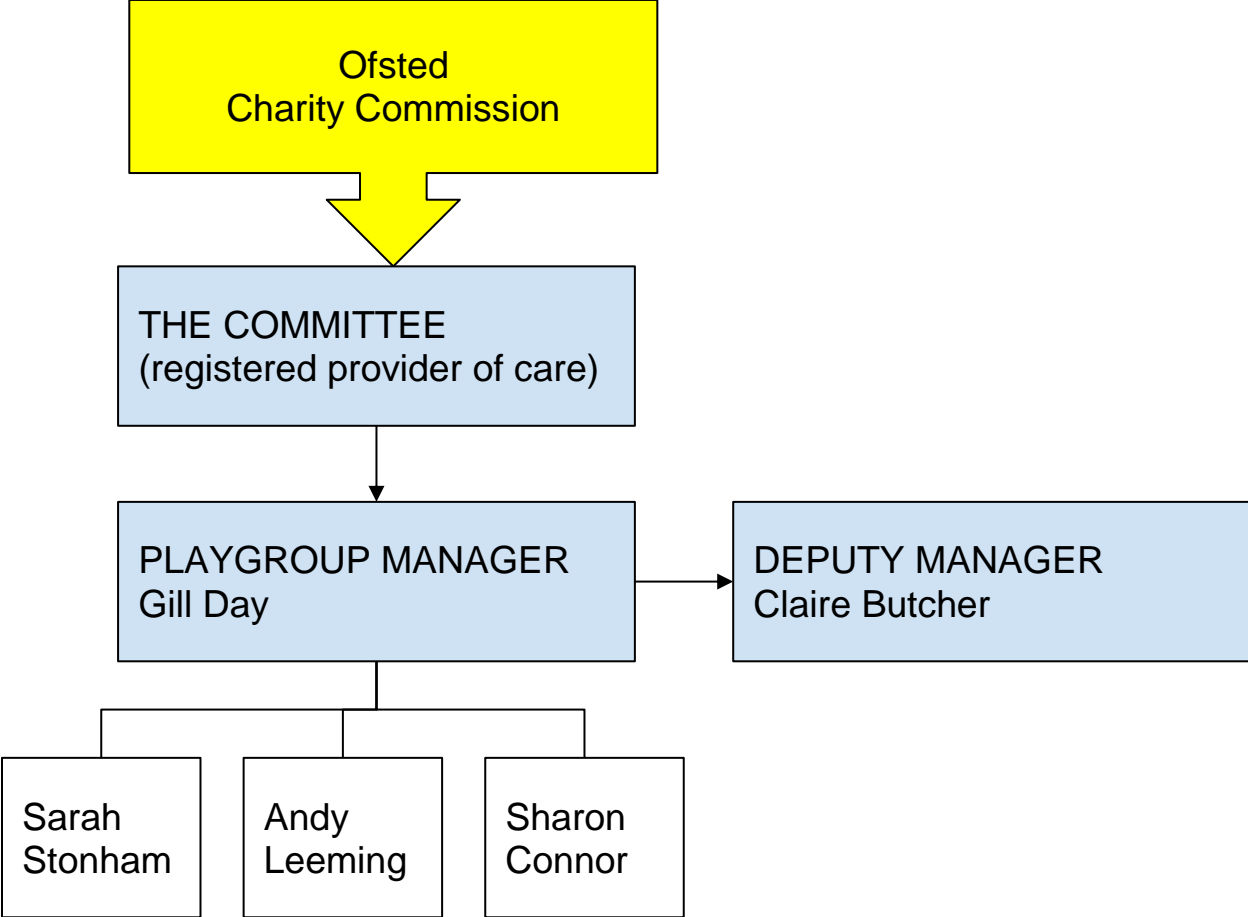 Ofsted
Charity Commission
THE COMMITTEE
(registered provider of care)
PLAYGROUP MANAGER
Gill Day
DEPUTY MANAGER
Claire Butcher
Sarah
Stonham
Andy
Leeming
Sharon
Connor